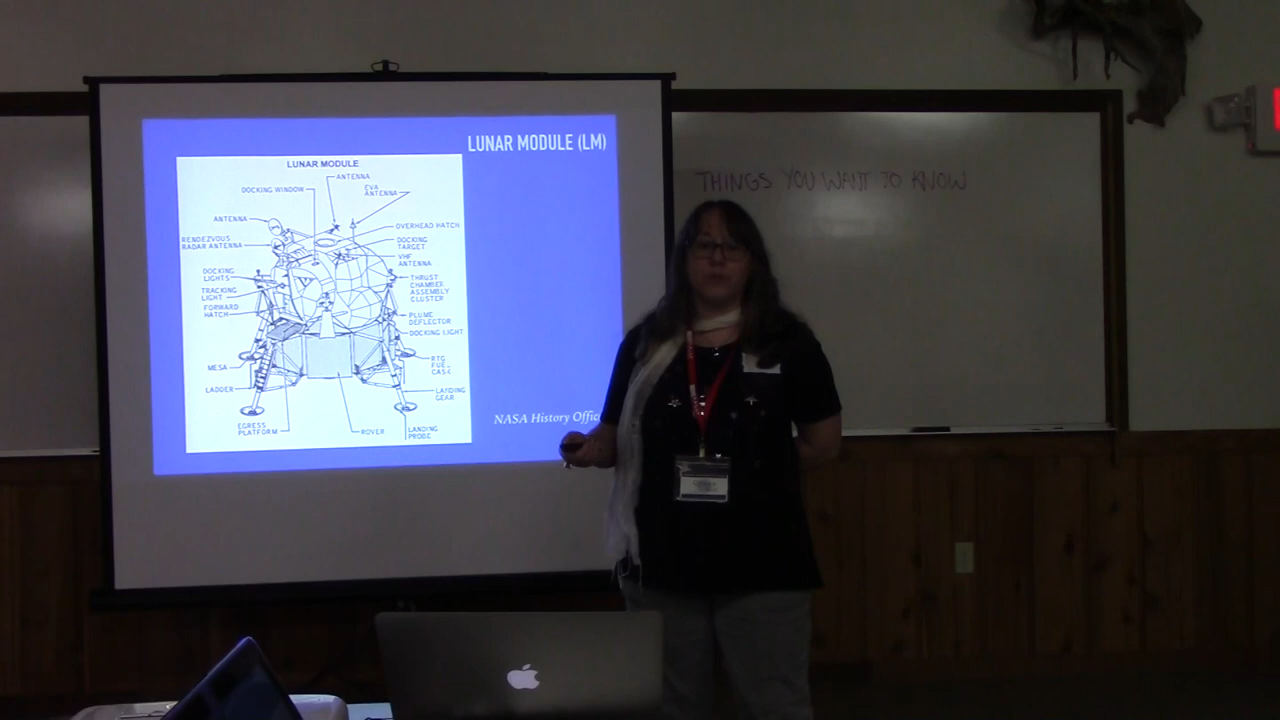 LUNAR MODULE (LM)
LUNAR MODULE
ANTENNA
DOCKING WINDOW
EVA
ANTENNA
ANTENNA
OVERHEAD HATCH
RENDEZVOUS
RADAR ANTENNA
DOCKING
TARGET
VHF
ANTENNA
DOCKING
LIGHTS
THRUST
CHAMBER
ASSEMBLY
CLUSTER
TRACKING
LIGHT
FORWARD
HATCH
PLUME
DEFLECTOR
DOCKING LIGHT
MESA
RTG
LADDER
LANDING
GEAR
EGRESS
PLATFORM
ROVER
LANDING
PROBE
NASA History Offic
THINGS YOU WANT TO KNOW